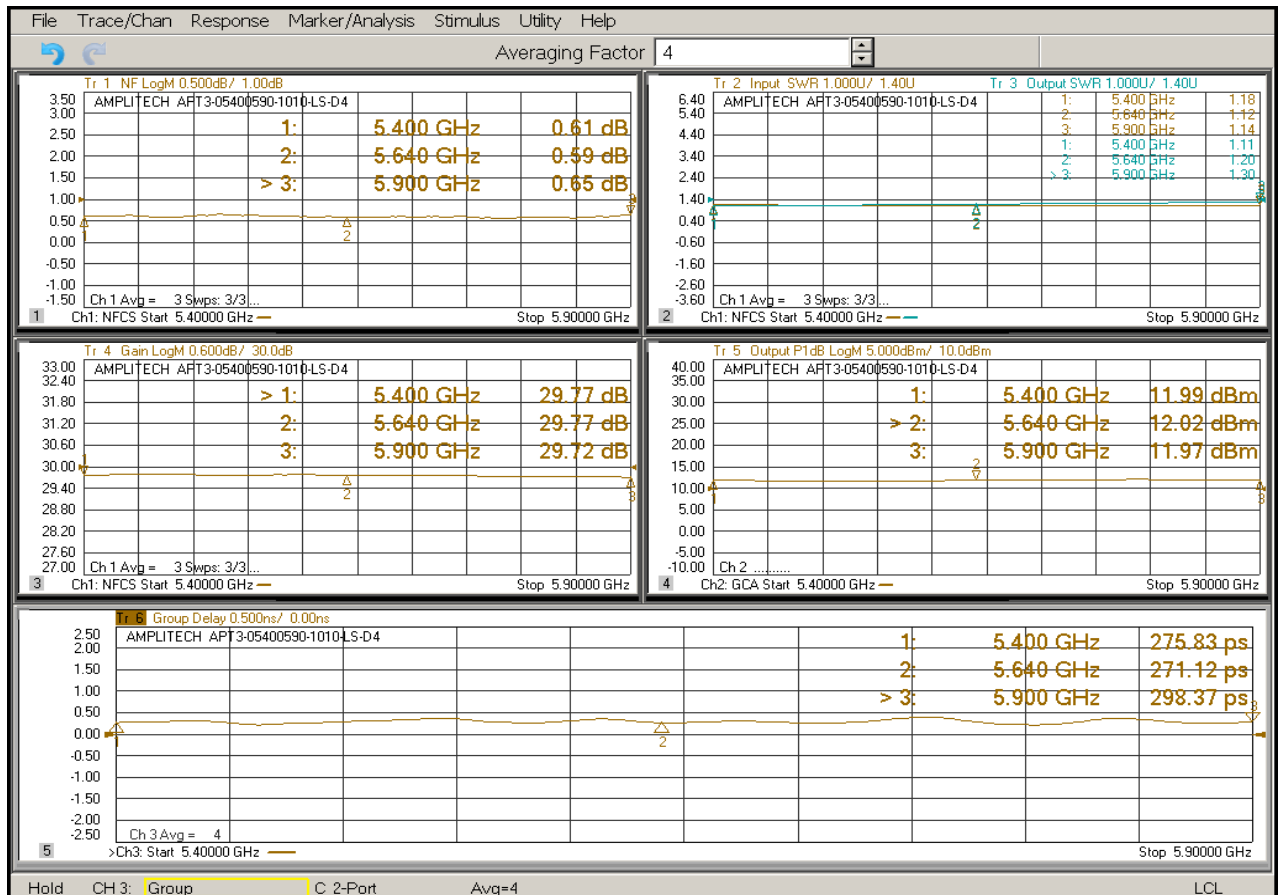 File Trace/Chan Response Marker/Analysis Stimulus Utility Help
Averaging Factor 4
Tr 1 NF LogM 0.500dB/ 1.00dB
AMPLITECH APT3-05400590-1010-LS-D4
3.50
3.00
2.50
2.00
1.50
1.00
0.50
0.00
-0.50
-1.00
-1.50
1: 5.400 GHz 0.61 dB
2: 5.640 GHz 0.59 dB
> 3: 5.900 GHz 0.65 dB
1
2
3
Ch 1 Avg = 3 Swps: 3/3...
1 Ch1: NFCS Start 5.40000 GHz Stop 5.90000 GHz
Tr 2 Input SWR 1.000U/ 1.40U Tr 3 Output SWR 1.000U/ 1.40U
AMPLITECH APT3-05400590-1010-LS-D4
6.40
5.40
4.40
3.40
2.40
1.40
0.40
-0.60
-1.60
-2.60
-3.60
1: 5.400 GHz 1.18
2: 5.640 GHz 1.12
3: 5.900 GHz 1.14
1: 5.400 GHz 1.11
2: 5.640 GHz 1.20
> 3: 5.900 GHz 1.30
1
2
Ch 1 Avg = 3 Swps: 3/3...
2 Ch1: NFCS Start 5.40000 GHz Stop 5.90000 GHz
Tr 4 Gain LogM 0.600dB/ 30.0dB
AMPLITECH APT3-05400590-1010-LS-D4
33.00
32.40
31.80
31.20
30.60
30.00
29.40
28.80
28.20
27.60
27.00
> 1: 5.400 GHz 29.77 dB
2: 5.640 GHz 29.77 dB
3: 5.900 GHz 29.72 dB
1
2
3
Ch 1 Avg = 3 Swps: 3/3...
3 Ch1: NFCS Start 5.40000 GHz Stop 5.90000 GHz
Tr 5 Output P1dB LogM 5.000dBm/ 10.0dBm
AMPLITECH APT3-05400590-1010-LS-D4
40.00
35.00
30.00
25.00
20.00
15.00
10.00
5.00
0.00
-5.00
-10.00
1: 5.400 GHz 11.99 dBm
> 2: 5.640 GHz 12.02 dBm
3: 5.900 GHz 11.97 dBm
1
2
3
Ch 2 ..........
4 Ch2: GCA Start 5.40000 GHz Stop 5.90000 GHz
Tr 6 Group Delay 0.500ns/ 0.00ns
AMPLITECH APT3-05400590-1010-LS-D4
2.50
2.00
1.50
1.00
0.50
0.00
-0.50
-1.00
-1.50
-2.00
-2.50
1: 5.400 GHz 275.83 ps
2: 5.640 GHz 271.12 ps
> 3: 5.900 GHz 298.37 ps
1
2
3
Ch 3 Avg = 4
5 >Ch3: Start 5.40000 GHz Stop 5.90000 GHz
Hold CH 3: Group C 2-Port Avg=4 LCL